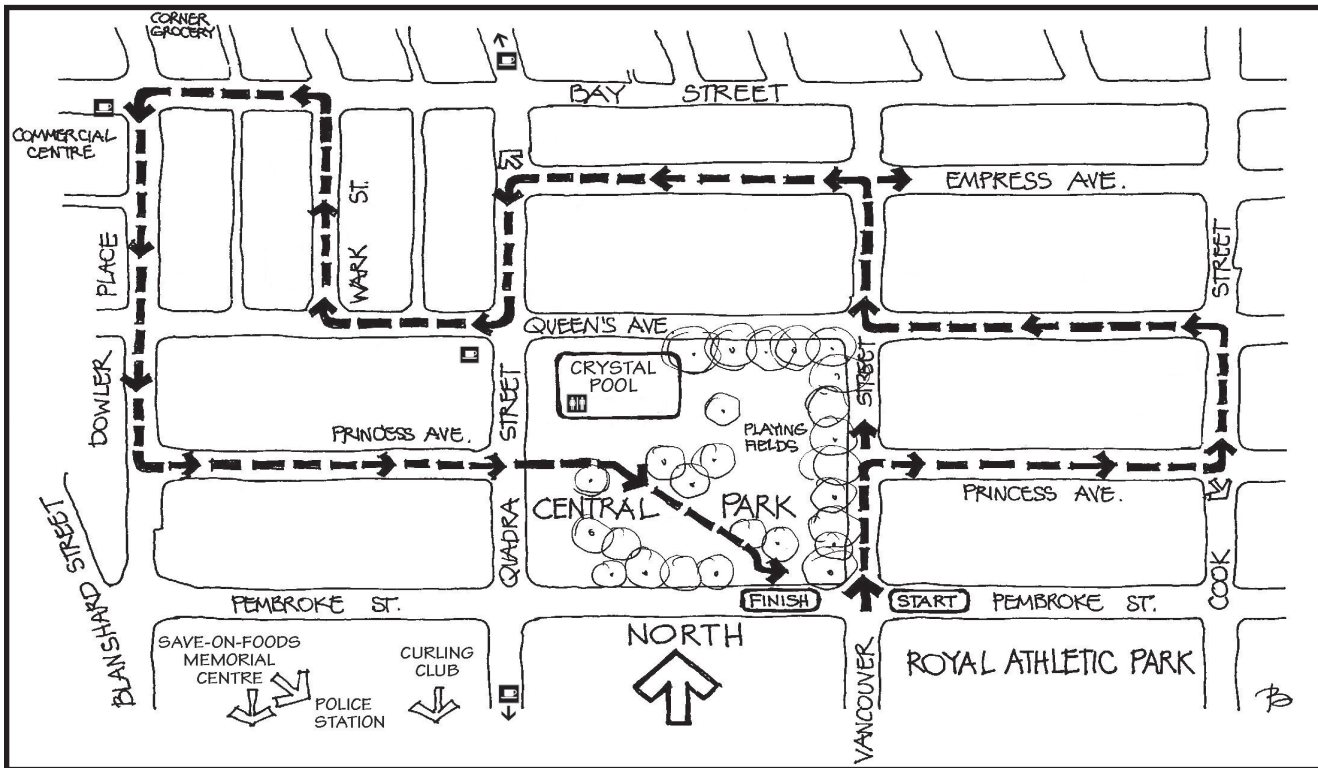 CORNER
GROCERY
BAY STREET
COMMERCIAL
CENTRE
EMPRESS AVE.
WARK ST.
PLACE
STREET
QUEEN'S AVE.
CRYSTAL
POOL
STREET
DOWLER
STREET
PRINCESS AVE.
PLAYING
FIELDS
PRINCESS AVE.
CENTRAL PARK
BLANSHARD STREET
QUADRA
COOK
PEMBROKE ST.
FINISH
START
PEMBROKE ST.
SAVE-ON-FOODS
MEMORIAL
CENTRE
POLICE
STATION
CURLING
CLUB
NORTH
VANCOUVER
ROYAL ATHLETIC PARK